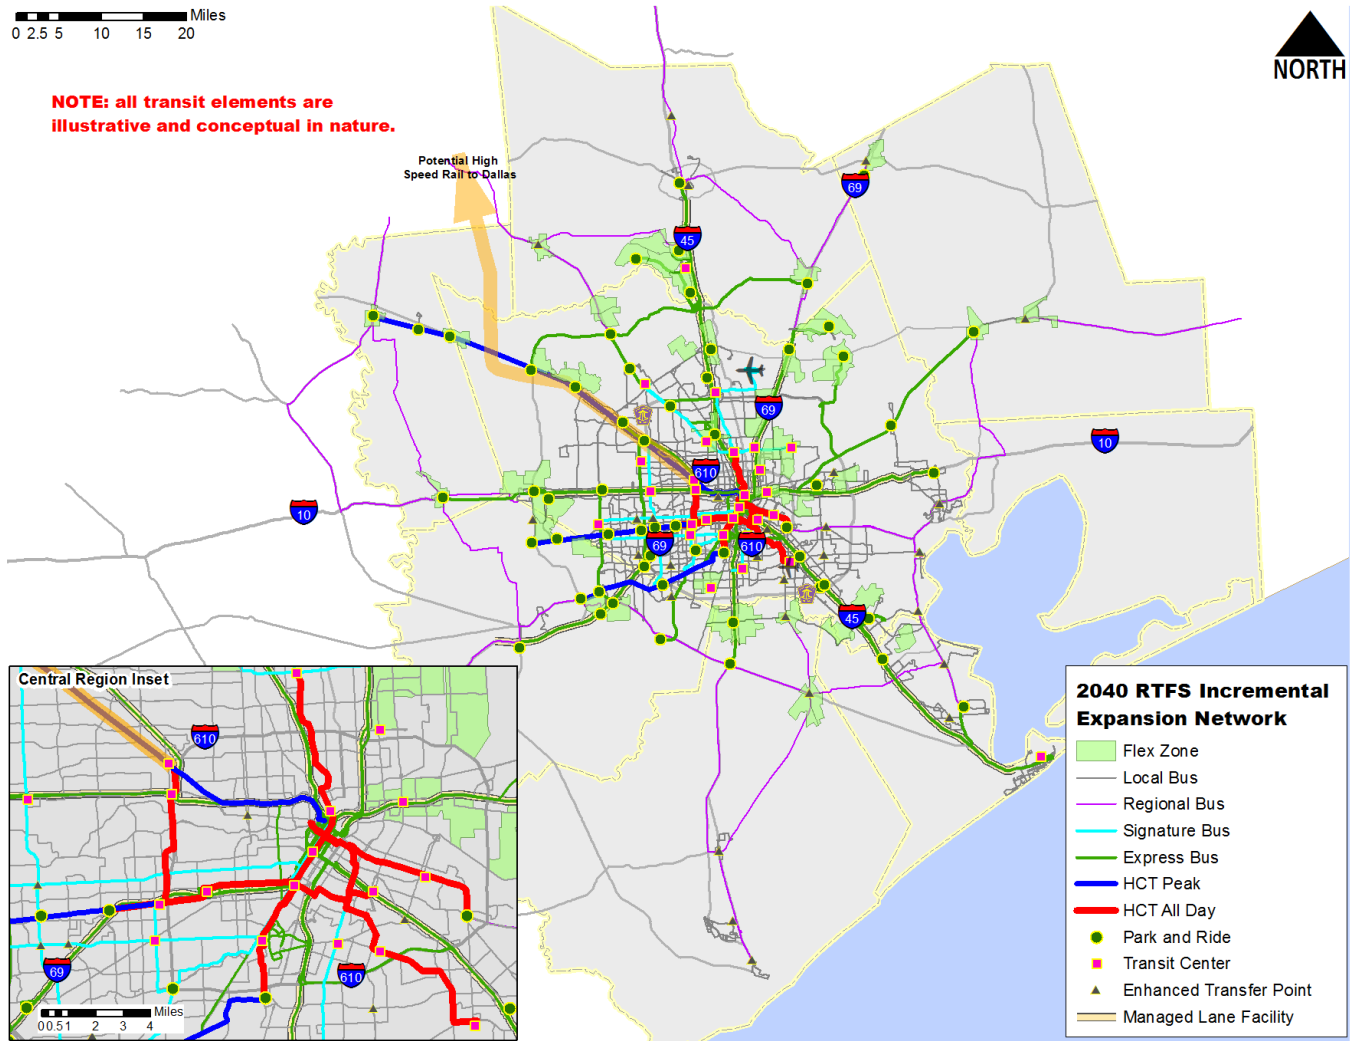 Miles
0 2.5 5 10 15 20
NORTH
NOTE: all transit elements are
illustrative and conceptual in nature.
Potential High
Speed Rail to Dallas
69
45
69
10
610
10
69
610
45
Central Region Inset
610
69
610
Miles
0 0.5 1 2 3 4
2040 RTFS Incremental
Expansion Network
Flex Zone
Local Bus
Regional Bus
Signature Bus
Express Bus
HCT Peak
HCT All Day
Park and Ride
Transit Center
Enhanced Transfer Point
Managed Lane Facility